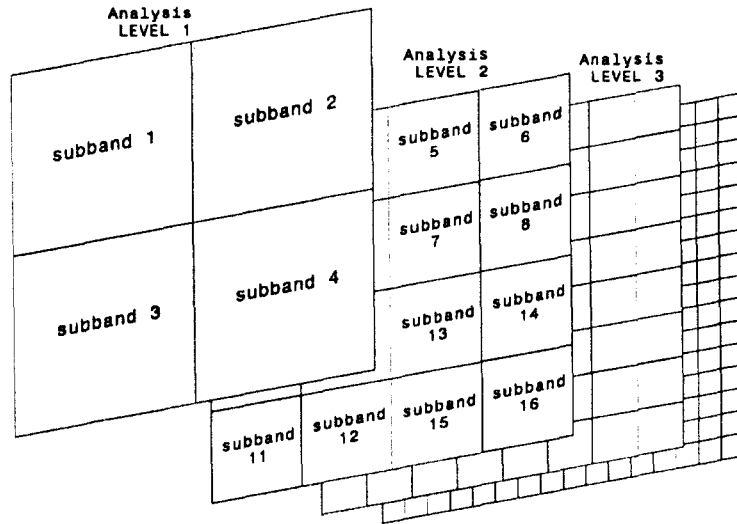 Analysis
LEVEL 1
Analysis
LEVEL 2
Analysis
LEVEL 3
subband 1
subband 2
subband 3
subband 4
subband
5
subband
6
subband
7
subband
8
subband
13
subband
14
subband
11
subband
12
subband
15
subband
16